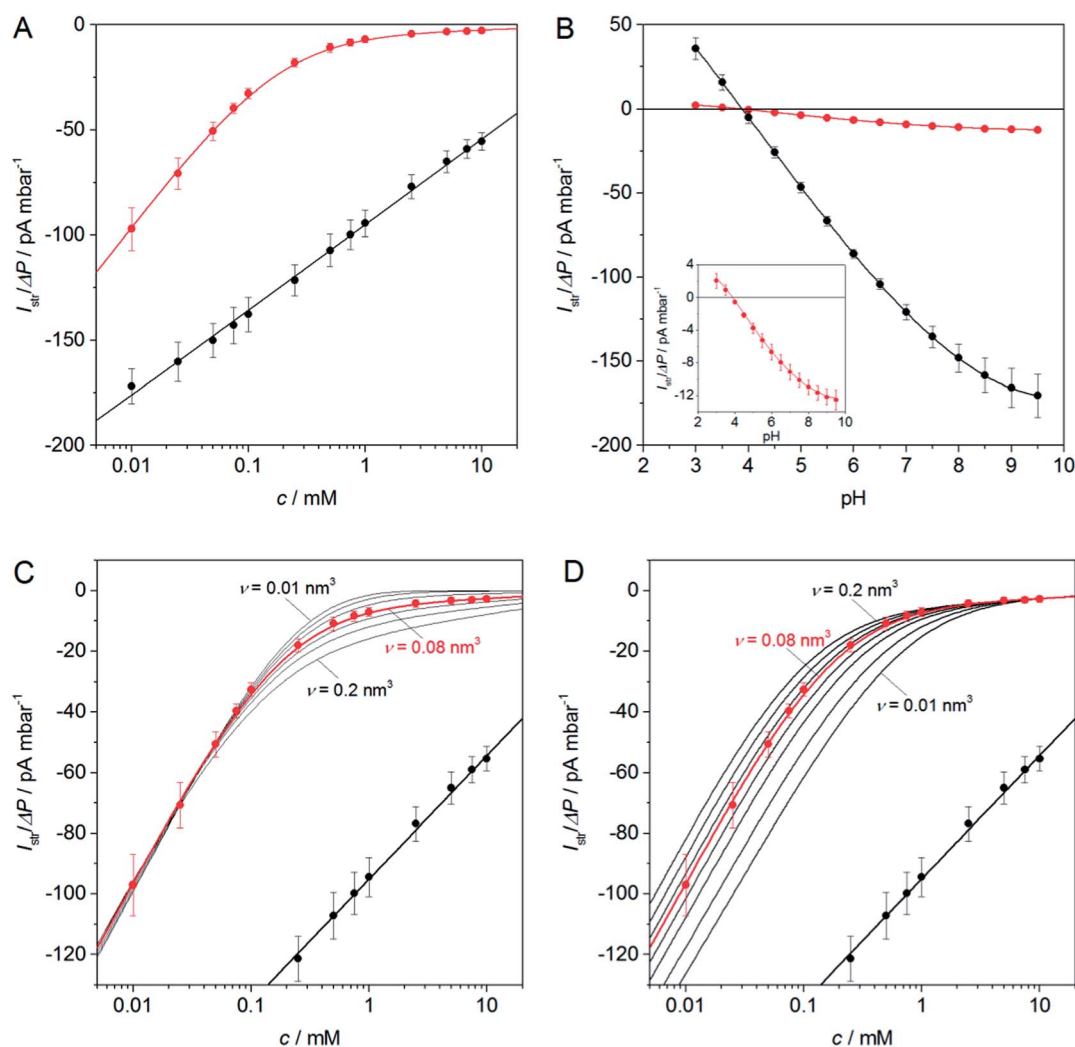 A
I_str/ΔP / pA mbar⁻¹
0
-50
-100
-150
-200
0.01
0.1
1
10
c / mM
B
I_str/ΔP / pA mbar⁻¹
50
0
-50
-100
-150
-200
2
3
4
5
6
7
8
9
10
pH
I_str/ΔP / pA mbar⁻¹
4
0
-4
-8
-12
2
4
6
8
10
pH
C
I_str/ΔP / pA mbar⁻¹
0
-20
-40
-60
-80
-100
-120
ν = 0.01 nm³
ν = 0.08 nm³
ν = 0.2 nm³
0.01
0.1
1
10
c / mM
D
I_str/ΔP / pA mbar⁻¹
0
-20
-40
-60
-80
-100
-120
ν = 0.2 nm³
ν = 0.08 nm³
ν = 0.01 nm³
0.01
0.1
1
10
c / mM